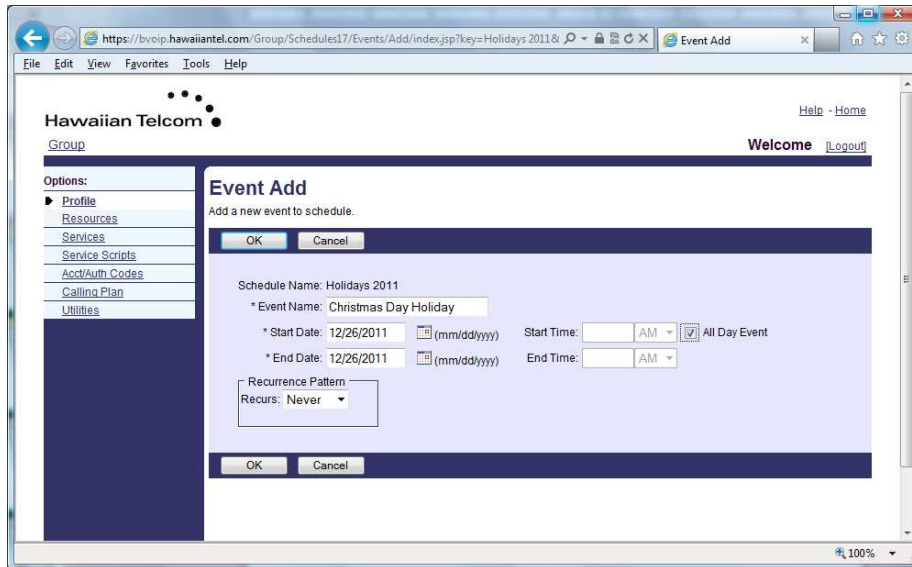 https://bvoip.hawaiiantel.com/Group/Schedules17/Events/Add/index.jsp?key=Holidays 2011&
Event Add
File Edit View Favorites Tools Help
Hawaiian Telcom
Help - Home
Group
Welcome [Logout]
Options:
Profile
Resources
Services
Service Scripts
Acct/Auth Codes
Calling Plan
Utilities
Event Add
Add a new event to schedule.
OK Cancel
Schedule Name: Holidays 2011
* Event Name: Christmas Day Holiday
* Start Date: 12/26/2011 (mm/dd/yyyy) Start Time: AM All Day Event
* End Date: 12/26/2011 (mm/dd/yyyy) End Time: AM
Recurrence Pattern
Recurs: Never
OK Cancel
100%